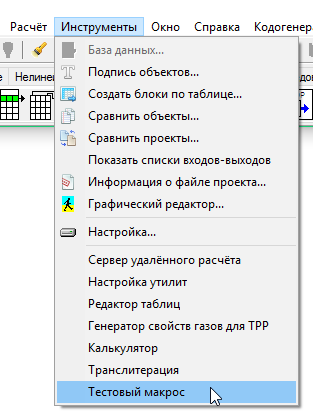 Расчёт Инструменты Окно Справка Кодогенер
Нелиней
База данных...
Подпись объектов...
Создать блоки по таблице...
Сравнить объекты...
Сравнить проекты...
Показать списки входов-выходов
Информация о файле проекта...
Графический редактор...
Настройка...
Сервер удалённого расчёта
Настройка утилит
Редактор таблиц
Генератор свойств газов для ТРР
Калькулятор
Транслитерация
Тестовый макрос